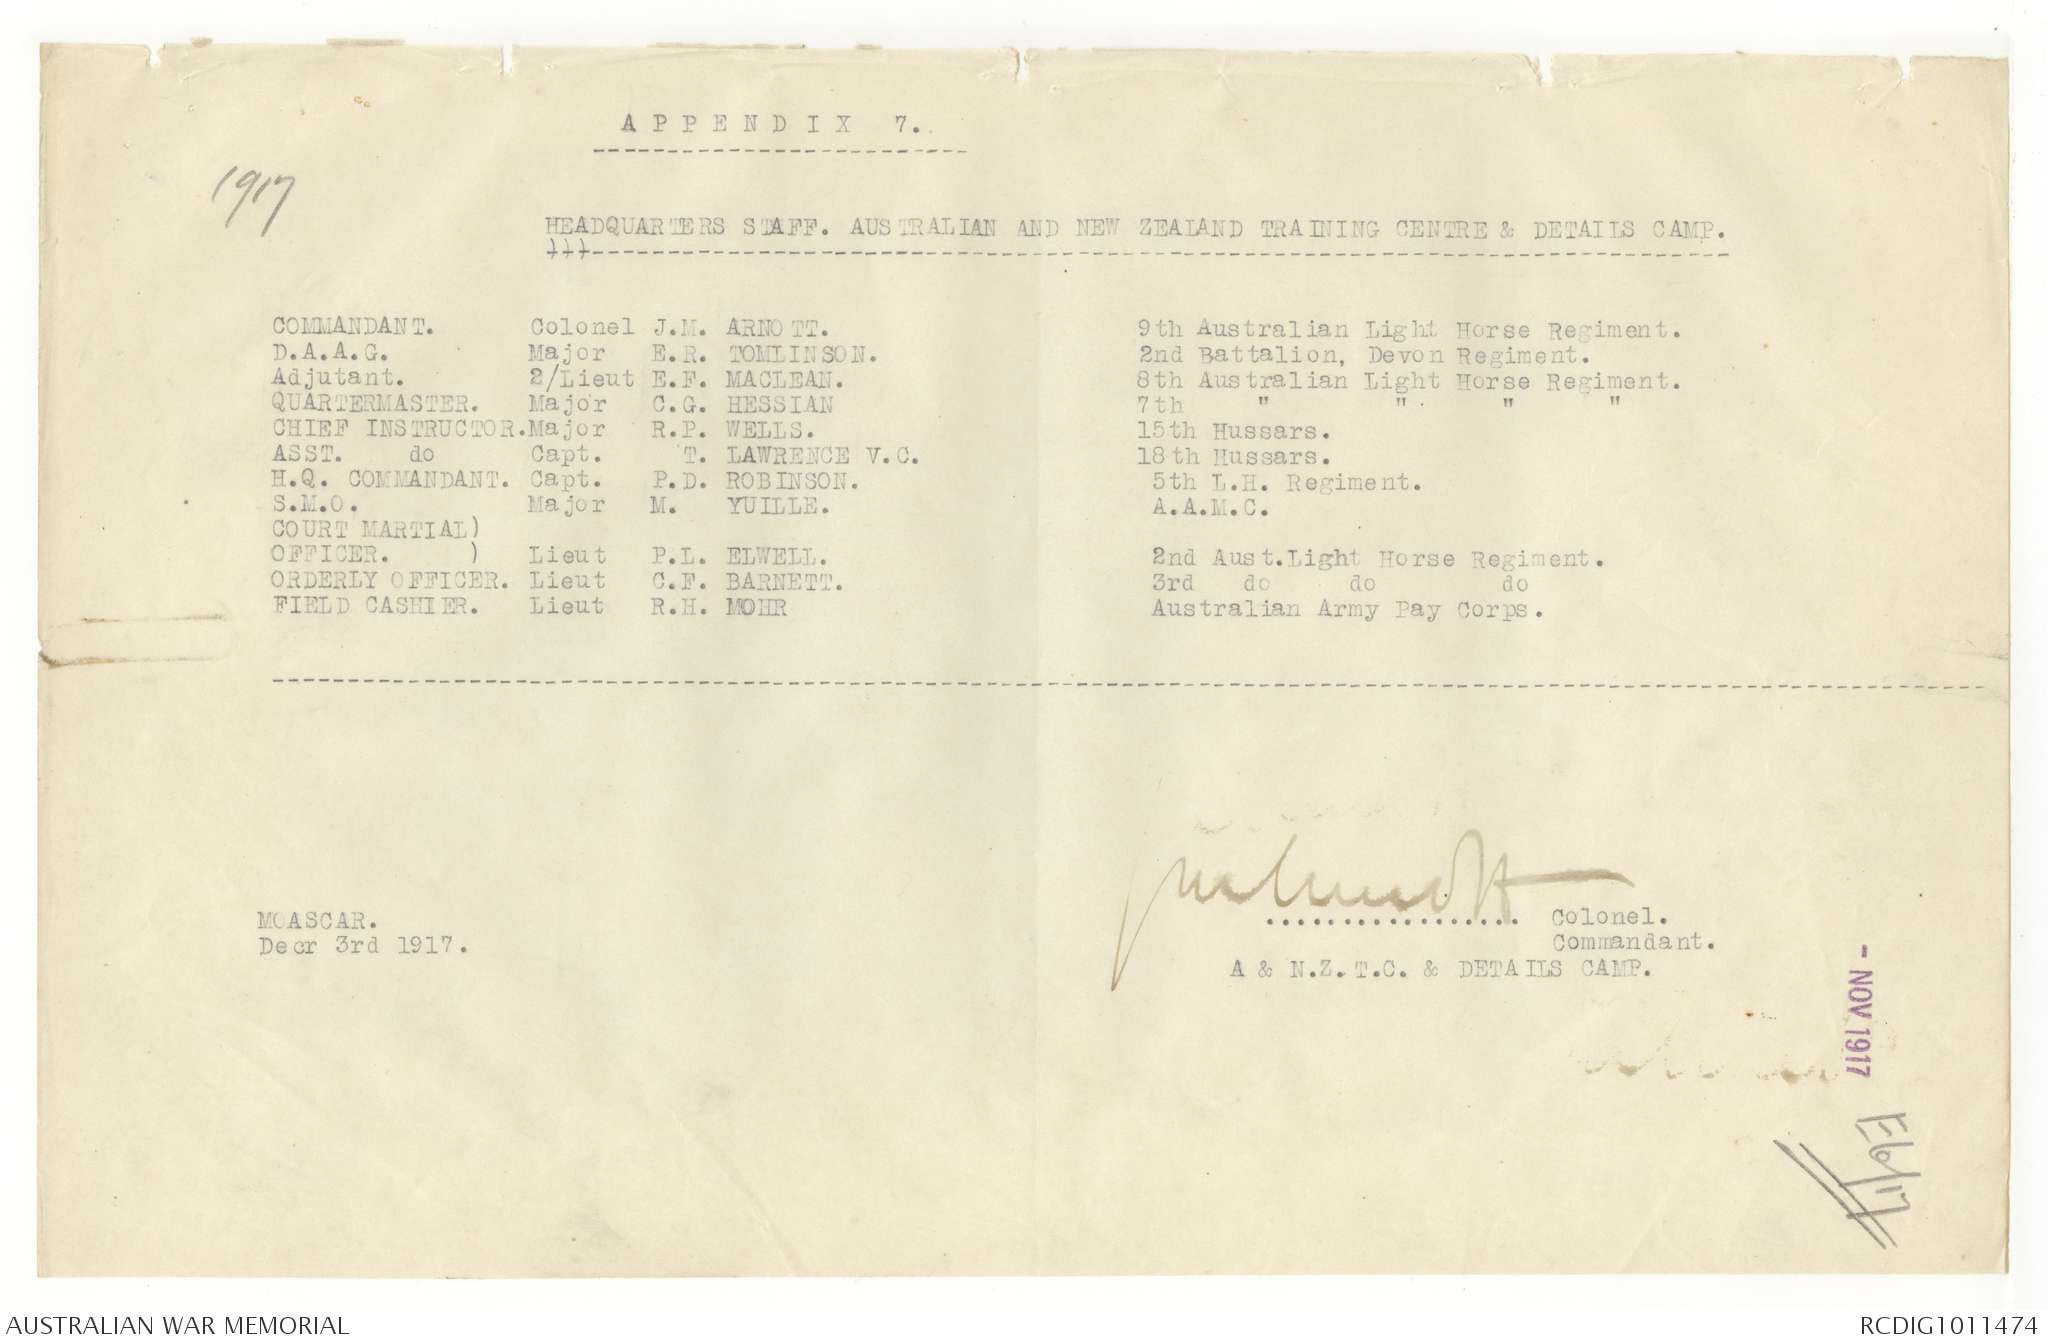 APPENDIX 7.
1917
HEADQUARTERS STAFF. AUSTRALIAN AND NEW ZEALAND TRAINING CENTRE & DETAILS CAMP.
COMMANDANT. Colonel J.M. ARNOTT. 9th Australian Light Horse Regiment.
D.A.A.G. Major E.R. TOMLINSON. 2nd Battalion, Devon Regiment.
Adjutant. 2/Lieut E.F. MACLEAN. 8th Australian Light Horse Regiment.
QUARTERMASTER. Major C.G. HESSIAN 7th " " " "
CHIEF INSTRUCTOR. Major R.P. WELLS. 15th Hussars.
ASST. do Capt. T. LAWRENCE V.C. 18th Hussars.
H.Q. COMMANDANT. Capt. P.D. ROBINSON. 5th L.H. Regiment.
S.M.O. Major M. YUILLE. A.A.M.C.
COURT MARTIAL)
OFFICER. ) Lieut P.L. ELWELL. 2nd Aust.Light Horse Regiment.
ORDERLY OFFICER. Lieut C.F. BARNETT. 3rd do do do
FIELD CASHIER. Lieut R.H. MOHR Australian Army Pay Corps.
JM Arnott
MOASCAR. .................. Colonel.
Decr 3rd 1917. Commandant.
A & N.Z.T.C. & DETAILS CAMP.
- NOV 1917
E6/17
AUSTRALIAN WAR MEMORIAL RCDIG1011474